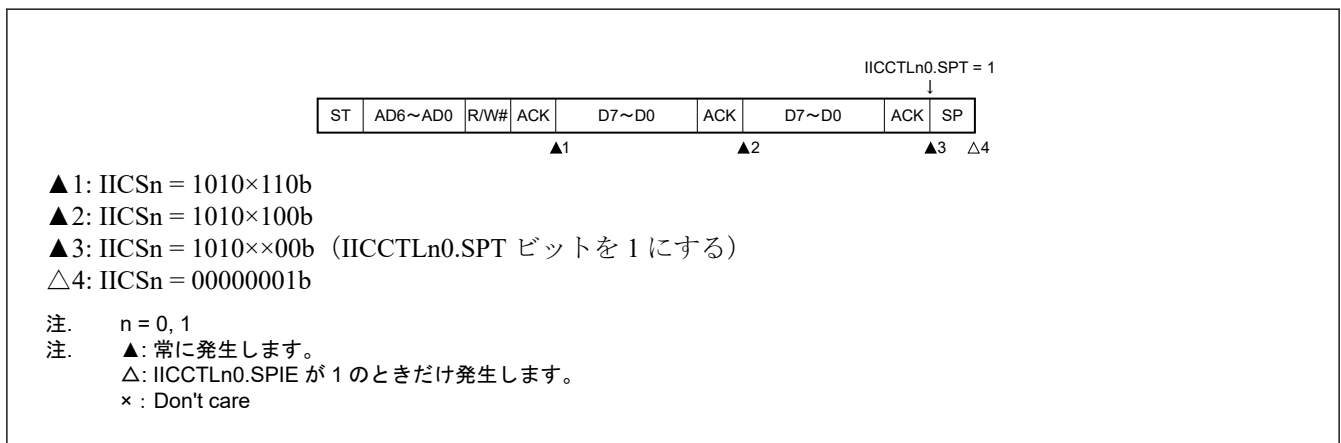 IICCTLn0.SPT = 1
↓
ST AD6～AD0 R/W# ACK D7～D0 ACK D7～D0 ACK SP
▲1 ▲2 ▲3 △4
▲1: IICSn = 1010×110b
▲2: IICSn = 1010×100b
▲3: IICSn = 1010××00b（IICCTLn0.SPT ビットを 1 にする）
△4: IICSn = 00000001b
注. n = 0, 1
注. ▲: 常に発生します。
△: IICCTLn0.SPIE が 1 のときだけ発生します。
×：Don't care